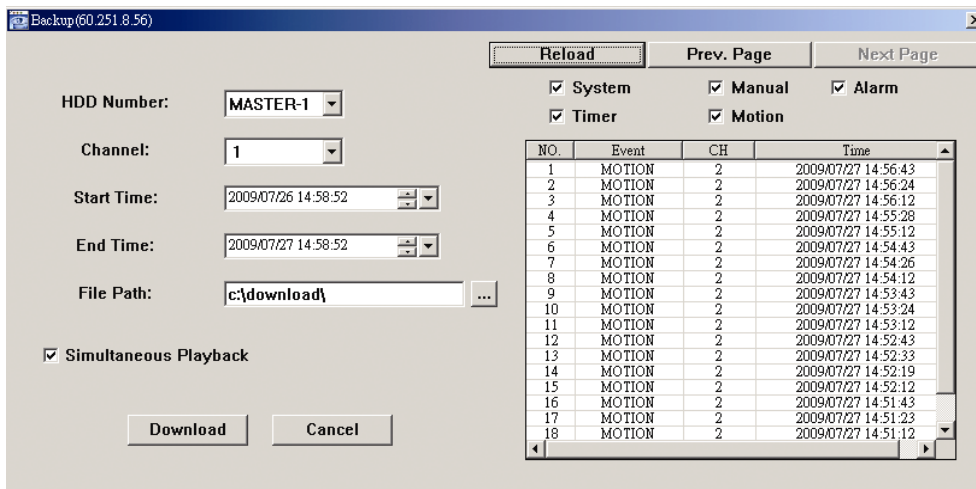 Backup(60.251.8.56)
Reload Prev. Page Next Page
System Manual Alarm
Timer Motion
HDD Number: MASTER-1
Channel: 1
Start Time: 2009/07/26 14:58:52
End Time: 2009/07/27 14:58:52
File Path: c:\download\ ...
Simultaneous Playback
Download Cancel
NO. Event CH Time
1 MOTION 2 2009/07/27 14:56:43
2 MOTION 2 2009/07/27 14:56:24
3 MOTION 2 2009/07/27 14:56:12
4 MOTION 2 2009/07/27 14:55:28
5 MOTION 2 2009/07/27 14:55:12
6 MOTION 2 2009/07/27 14:54:43
7 MOTION 2 2009/07/27 14:54:26
8 MOTION 2 2009/07/27 14:54:12
9 MOTION 2 2009/07/27 14:53:43
10 MOTION 2 2009/07/27 14:53:24
11 MOTION 2 2009/07/27 14:53:12
12 MOTION 2 2009/07/27 14:52:43
13 MOTION 2 2009/07/27 14:52:33
14 MOTION 2 2009/07/27 14:52:19
15 MOTION 2 2009/07/27 14:52:12
16 MOTION 2 2009/07/27 14:51:43
17 MOTION 2 2009/07/27 14:51:23
18 MOTION 2 2009/07/27 14:51:12